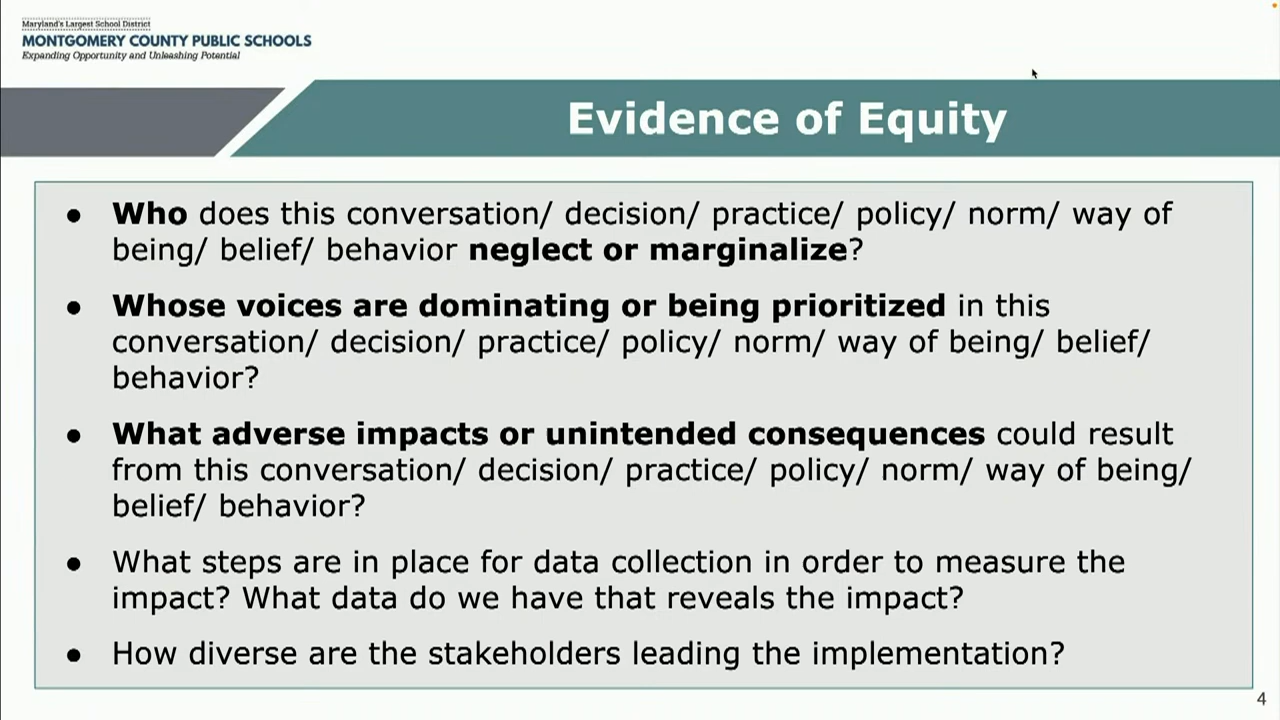 Maryland's Largest School District
MONTGOMERY COUNTY PUBLIC SCHOOLS
Expanding Opportunity and Unleashing Potential
Evidence of Equity
● Who does this conversation/ decision/ practice/ policy/ norm/ way of
being/ belief/ behavior neglect or marginalize?
● Whose voices are dominating or being prioritized in this
conversation/ decision/ practice/ policy/ norm/ way of being/ belief/
behavior?
● What adverse impacts or unintended consequences could result
from this conversation/ decision/ practice/ policy/ norm/ way of being/
belief/ behavior?
● What steps are in place for data collection in order to measure the
impact? What data do we have that reveals the impact?
● How diverse are the stakeholders leading the implementation?
4